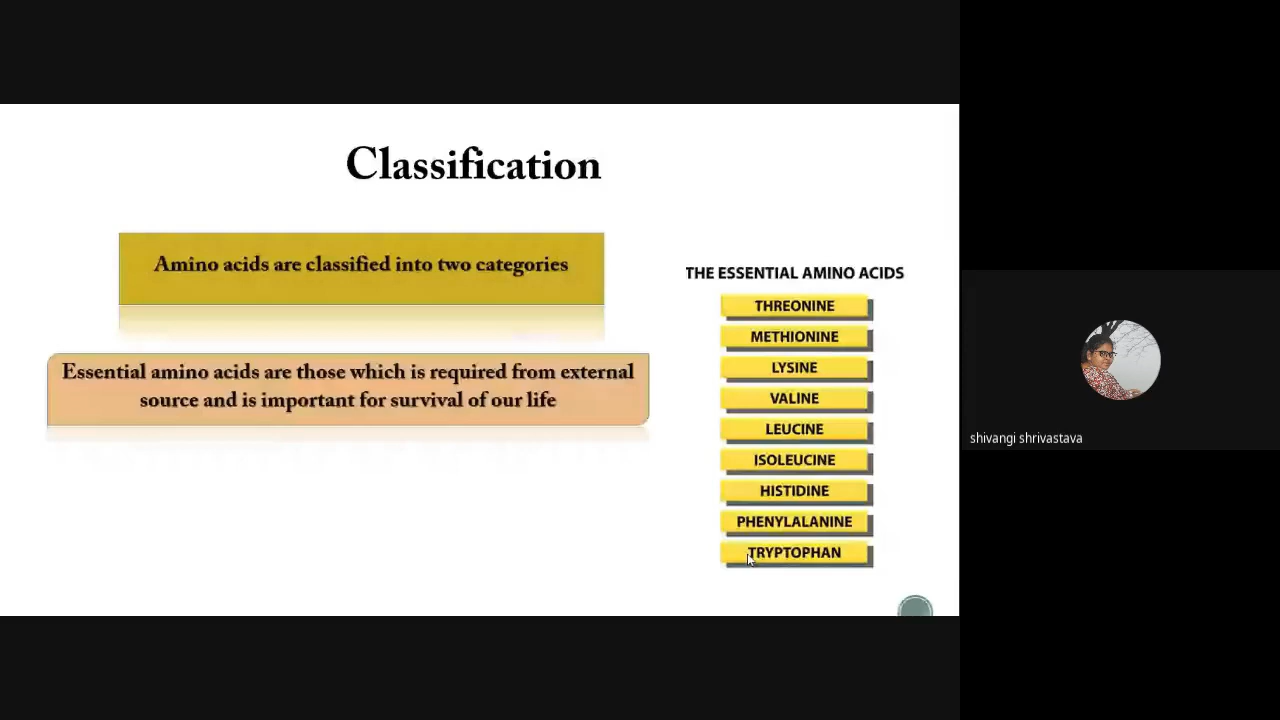 Classification
Amino acids are classified into two categories
Essential amino acids are those which is required from external
source and is important for survival of our life
THE ESSENTIAL AMINO ACIDS
THREONINE
METHIONINE
LYSINE
VALINE
LEUCINE
ISOLEUCINE
HISTIDINE
PHENYLALANINE
TRYPTOPHAN
shivangi shrivastava